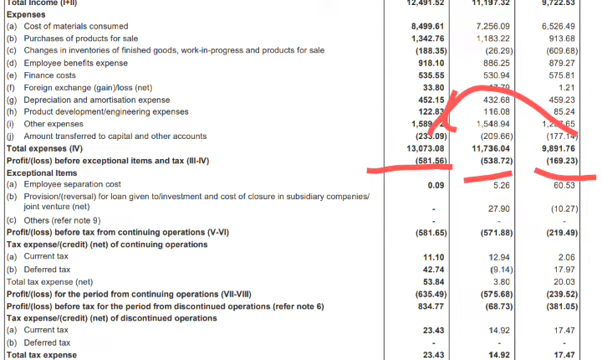 Total Income (I+II) 12,491.52 11,197.32 9,722.53
Expenses
(a) Cost of materials consumed 8,499.61 7,256.09 6,526.49
(b) Purchases of products for sale 1,342.76 1,183.22 913.68
(c) Changes in inventories of finished goods, work-in-progress and products for sale (188.35) (26.29) (609.68)
(d) Employee benefits expense 918.10 886.25 879.27
(e) Finance costs 535.55 530.94 575.81
(f) Foreign exchange (gain)/loss (net) 33.80 1.21
(g) Depreciation and amortisation expense 452.15 432.68 459.23
(h) Product development/engineering expenses 122.83 116.08 85.24
(i) Other expenses 1,548.94
(j) Amount transferred to capital and other accounts (233.09) (209.66) (177.14)
Total expenses (IV) 13,073.08 11,736.04 9,891.76
Profit/(loss) before exceptional items and tax (III-IV) (581.56) (538.72) (169.23)
Exceptional Items
(a) Employee separation cost 0.09 5.26 60.53
(b) Provision/(reversal) for loan given to/investment and cost of closure in subsidiary companies/
joint venture (net) - 27.90 (10.27)
(c) Others (refer note 9) - - -
Profit/(loss) before tax from continuing operations (V-VI) (581.65) (571.88) (219.49)
Tax expense/(credit) (net) of continuing operations
(a) Current tax 11.10 12.94 2.06
(b) Deferred tax 42.74 (9.14) 17.97
Total tax expense (net) 53.84 3.80 20.03
Profit/(loss) for the period from continuing operations (VII-VIII) (635.49) (575.68) (239.52)
Profit/(loss) before tax for the period from discontinued operations (refer note 6) 834.77 (68.73) (381.05)
Tax expense/(credit) (net) of discontinued operations
(a) Current tax 23.43 14.92 17.47
(b) Deferred tax - - -
Total tax expense 23.43 14.92 17.47